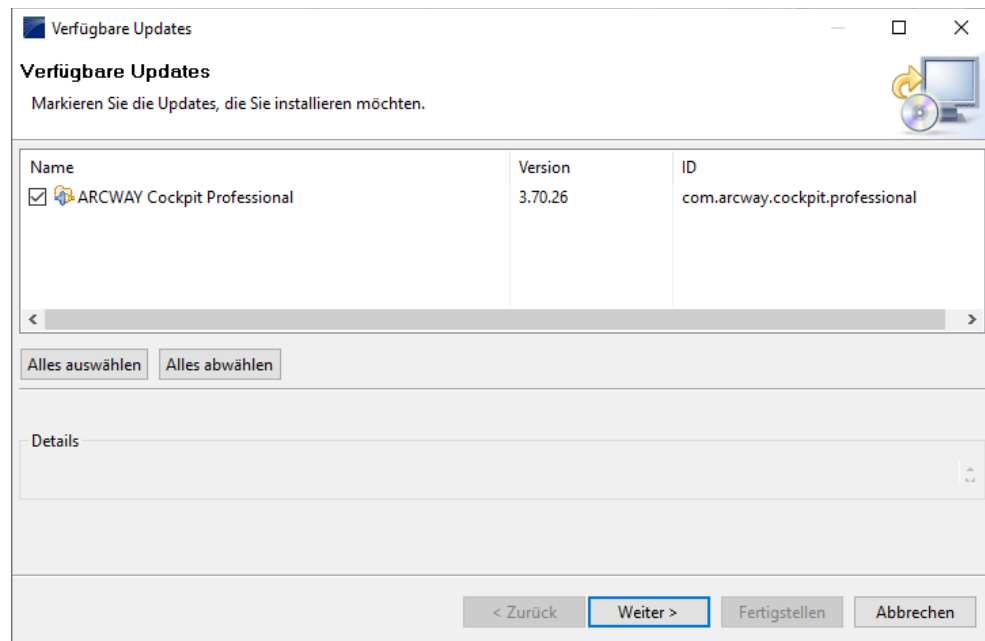 Verfügbare Updates
Verfügbare Updates
Markieren Sie die Updates, die Sie installieren möchten.
Name Version ID
ARCWAY Cockpit Professional 3.70.26 com.arcway.cockpit.professional
Alles auswählen Alles abwählen
Details
< Zurück Weiter > Fertigstellen Abbrechen